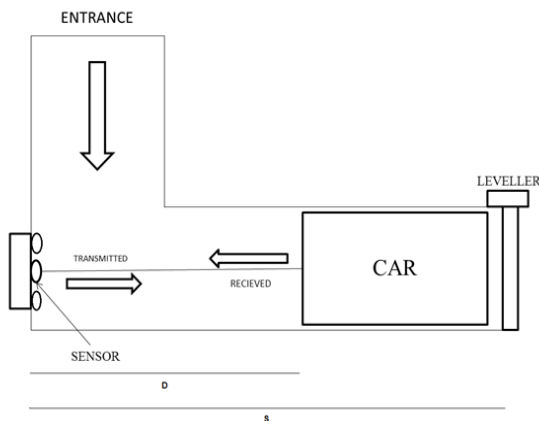 ENTRANCE
LEVELLER
TRANSMITTED
CAR
RECIEVED
SENSOR
D
S